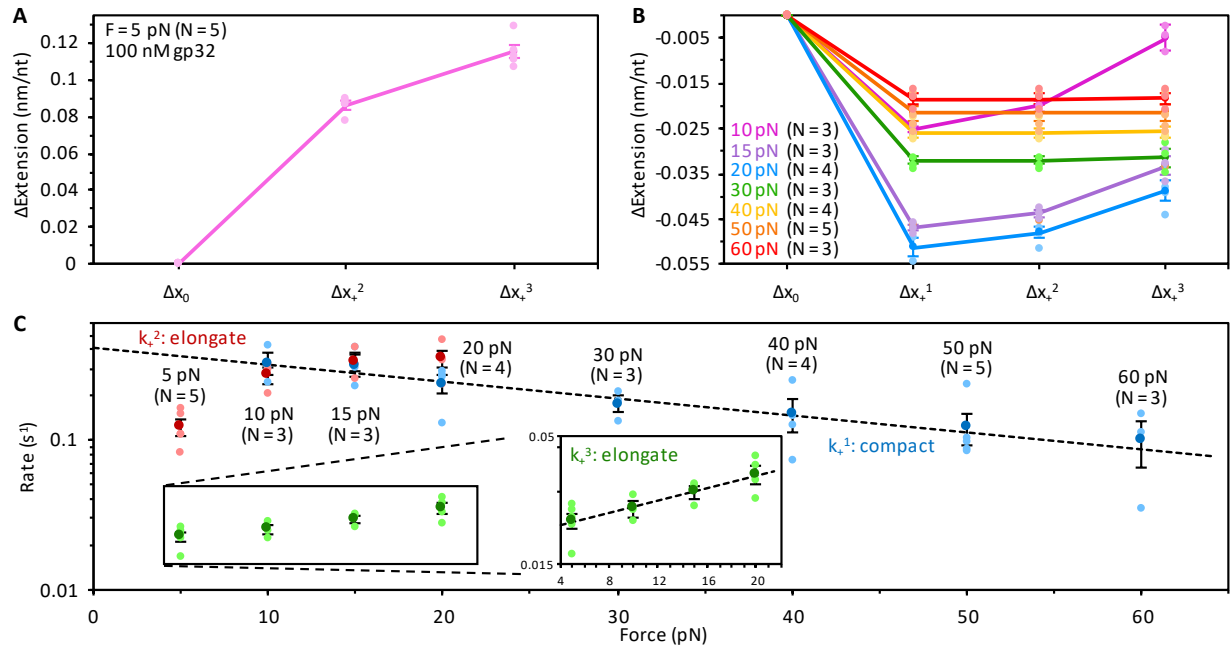 A
F = 5 pN (N = 5)
100 nM gp32
ΔExtension (nm/nt)
0.12
0.1
0.08
0.06
0.04
0.02
0
Δx₀
Δx₊²
Δx₊³
B
ΔExtension (nm/nt)
-0.005
-0.015
-0.025
-0.035
-0.045
-0.055
10 pN (N = 3)
15 pN (N = 3)
20 pN (N = 4)
30 pN (N = 3)
40 pN (N = 4)
50 pN (N = 5)
60 pN (N = 3)
Δx₀
Δx₊¹
Δx₊²
Δx₊³
C
k₊²: elongate
5 pN
(N = 5)
10 pN
(N = 3)
15 pN
(N = 3)
20 pN
(N = 4)
30 pN
(N = 3)
40 pN
(N = 4)
50 pN
(N = 5)
60 pN
(N = 3)
k₊¹: compact
Rate (s⁻¹)
0.1
0.01
0.05
k₊³: elongate
0.015
4
8
12
16
20
0
10
20
30
40
50
60
Force (pN)